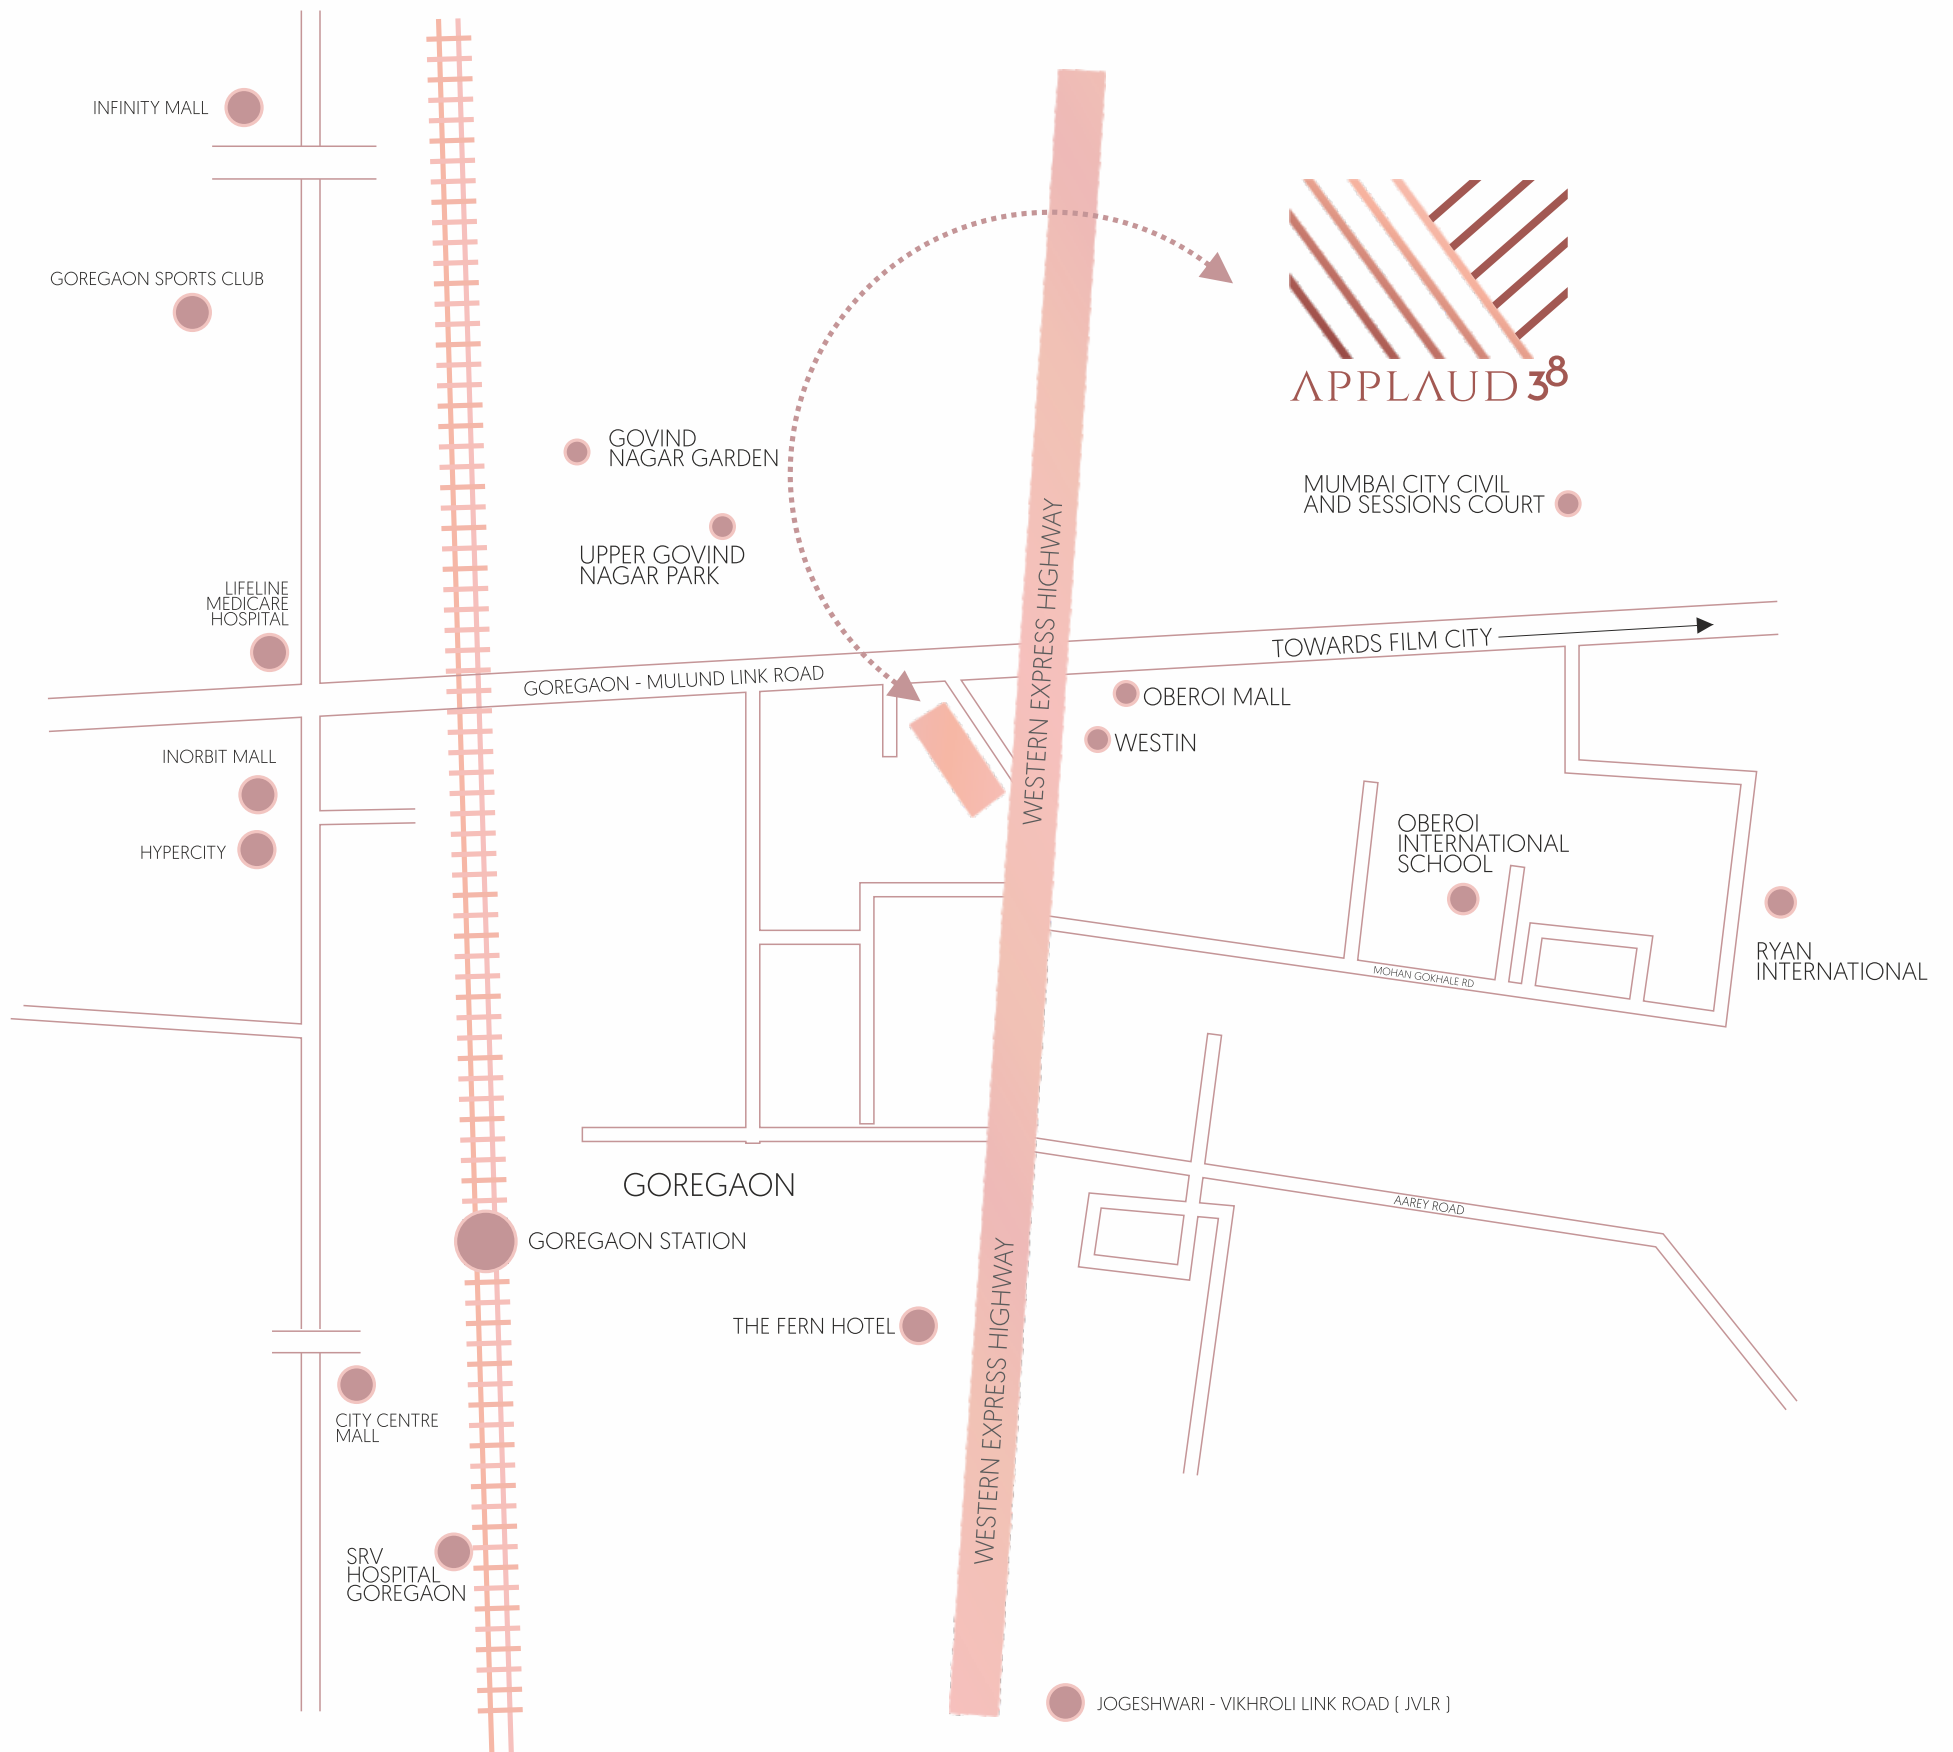 INFINITY MALL
GOREGAON SPORTS CLUB
APPLAUD 38
GOVIND
NAGAR GARDEN
MUMBAI CITY CIVIL
AND SESSIONS COURT
UPPER GOVIND
NAGAR PARK
LIFELINE
MEDICARE
HOSPITAL
WESTERN EXPRESS HIGHWAY
TOWARDS FILM CITY
GOREGAON - MULUND LINK ROAD
OBEROI MALL
WESTIN
INORBIT MALL
HYPERCITY
OBEROI
INTERNATIONAL
SCHOOL
RYAN
INTERNATIONAL
MOHAN GOKHALE RD
GOREGAON
AAREY ROAD
GOREGAON STATION
THE FERN HOTEL
WESTERN EXPRESS HIGHWAY
CITY CENTRE
MALL
SRV
HOSPITAL
GOREGAON
JOGESHWARI - VIKHROLI LINK ROAD ( JVLR )